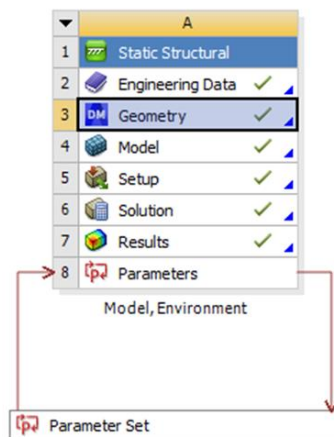 A
1 Static Structural
2 Engineering Data
3 DM Geometry
4 Model
5 Setup
6 Solution
7 Results
8 Parameters
Model, Environment
Parameter Set